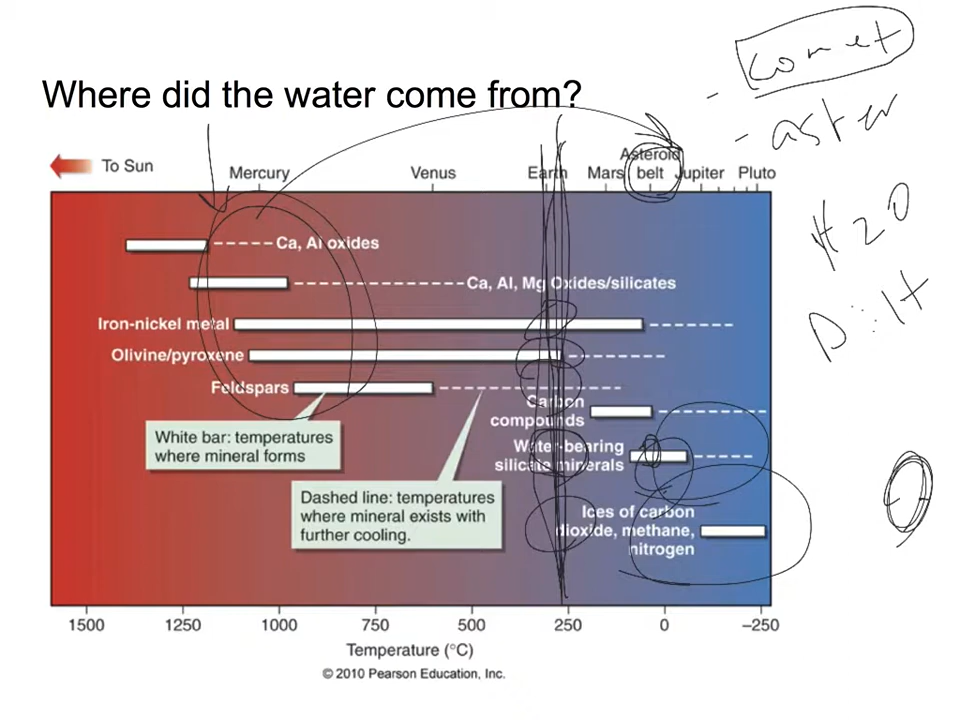 comet
Where did the water come from?
- aster
To Sun
Mercury
Venus
Earth
Mars
Asteroid belt
Jupiter
Pluto
H2O
Ca, Al oxides
Ca, Al, Mg Oxides/silicates
Iron-nickel metal
Olivine/pyroxene
Feldspars
Carbon
compounds
White bar: temperatures
where mineral forms
Water-bearing
silicate minerals
Dashed line: temperatures
where mineral exists with
further cooling.
Ices of carbon
dioxide, methane,
nitrogen
1500 1250 1000 750 500 250 0 –250
Temperature (°C)
© 2010 Pearson Education, Inc.